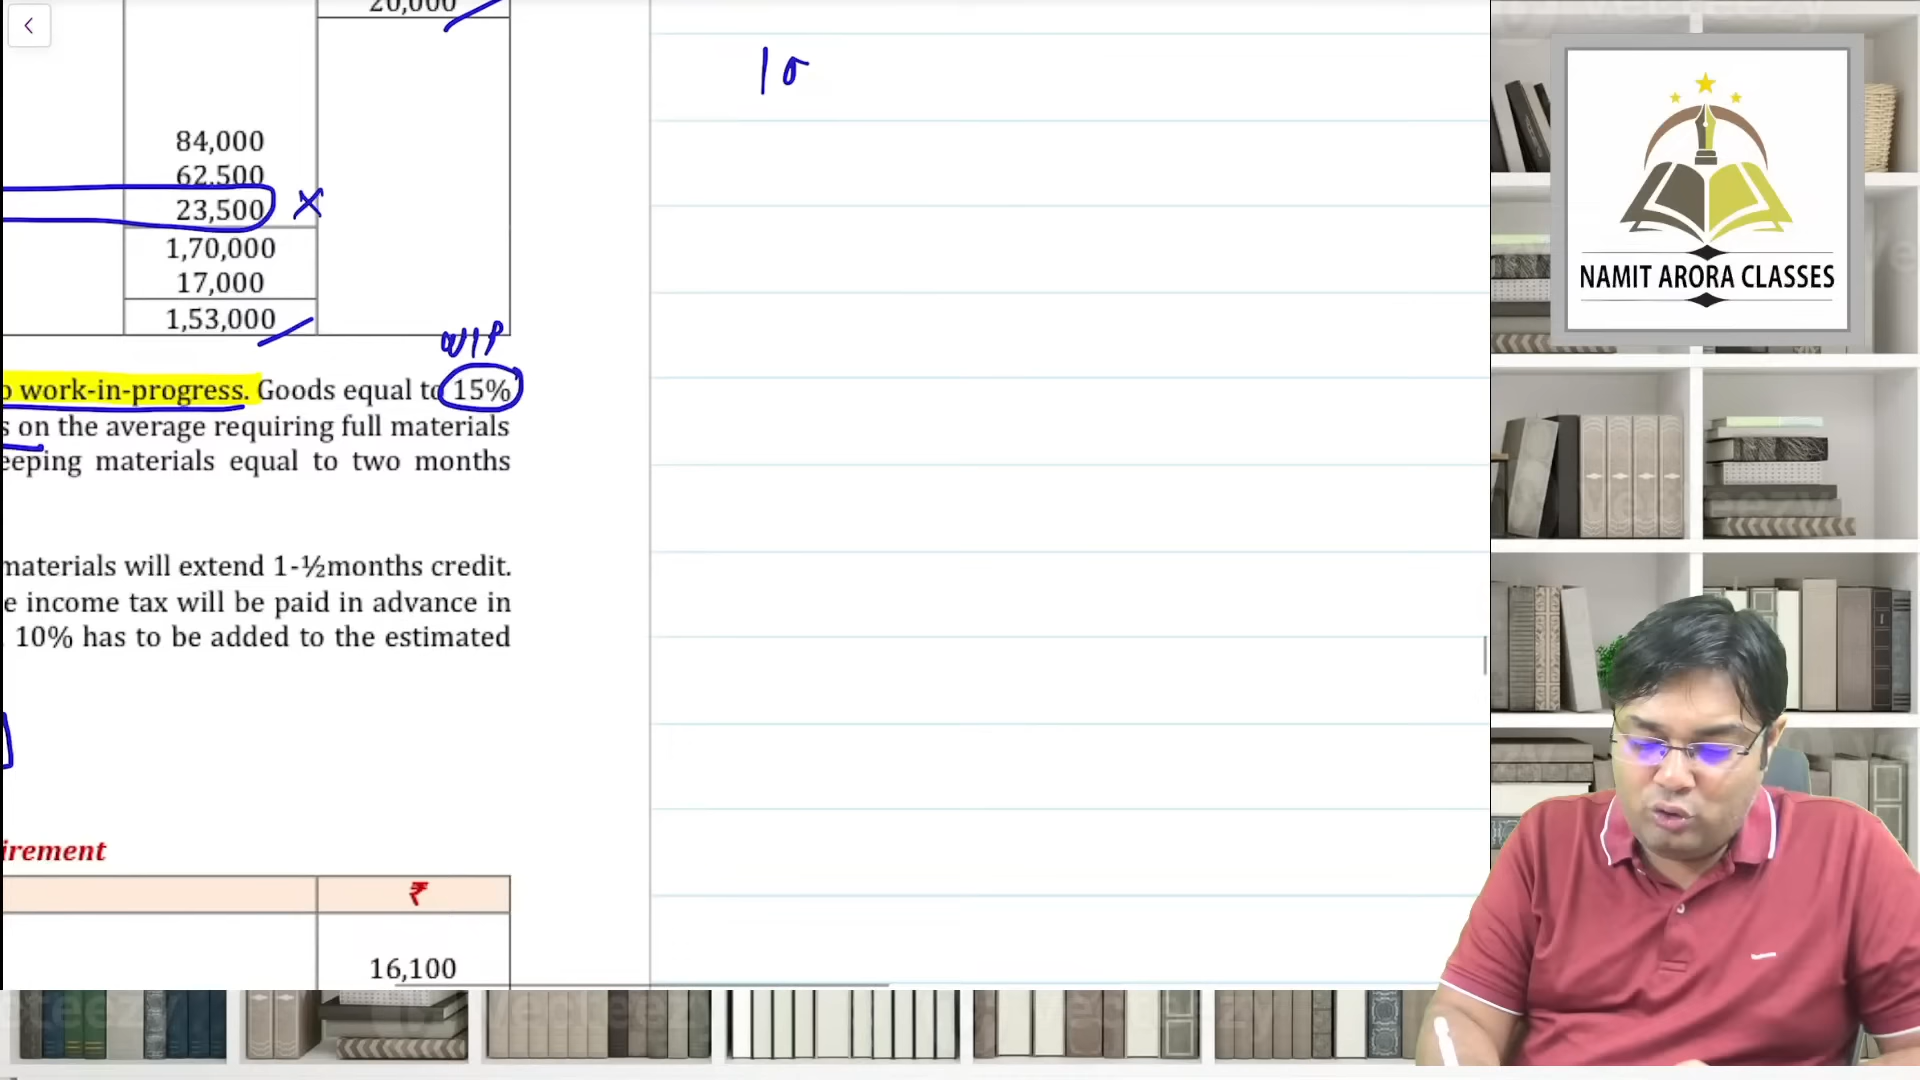 20,000
10
84,000
62,500
23,500 x
1,70,000
17,000
1,53,000
WIP
o work-in-progress. Goods equal to 15%
s on the average requiring full materials
eeping materials equal to two months
materials will extend 1-½months credit.
e income tax will be paid in advance in
10% has to be added to the estimated
irement
₹
16,100
NAMIT ARORA CLASSES